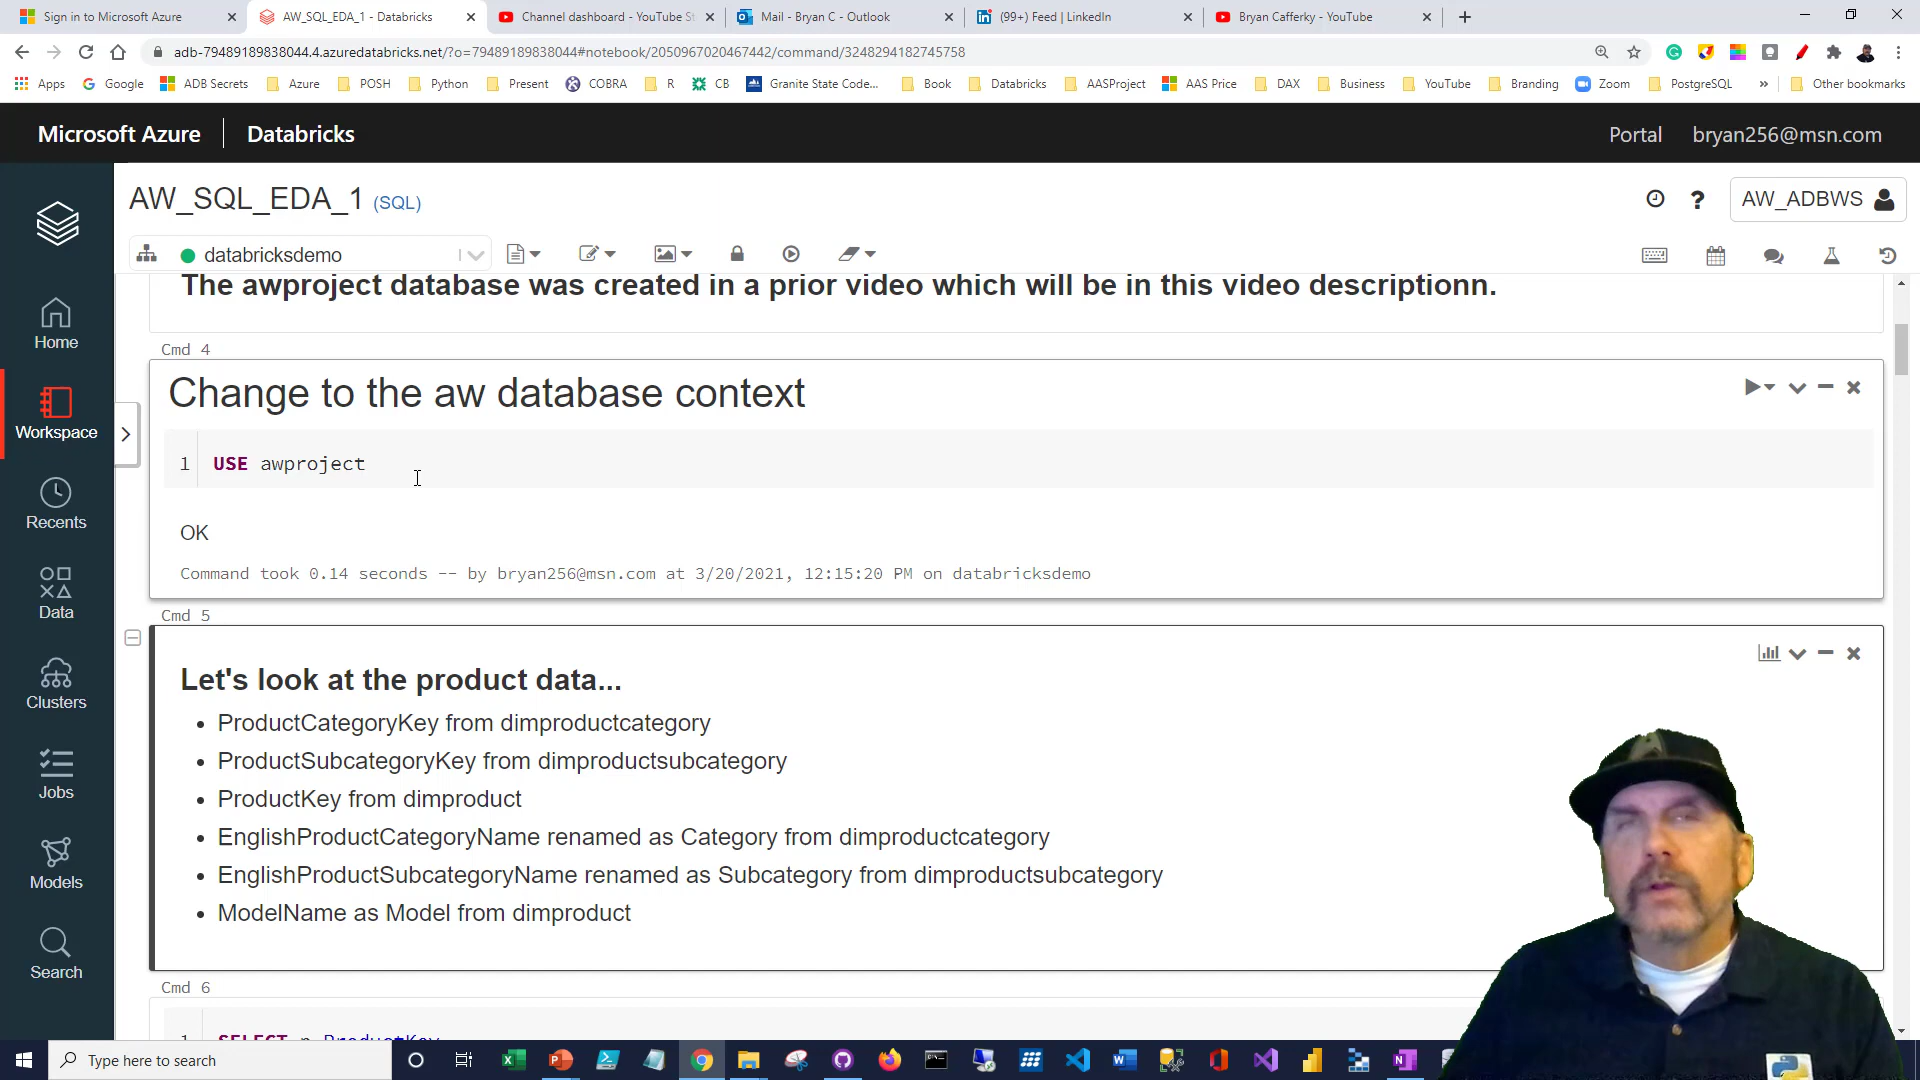 Sign in to Microsoft Azure
AW_SQL_EDA_1 - Databricks
Channel dashboard - YouTube St
Mail - Bryan C - Outlook
(99+) Feed | LinkedIn
Bryan Cafferky - YouTube
adb-79489189838044.4.azuredatabricks.net/?o=79489189838044#notebook/2050967020467442/command/3248294182745758
Apps Google ADB Secrets Azure POSH Python Present COBRA R CB Granite State Code... Book Databricks AASProject AAS Price DAX Business YouTube Branding Zoom PostgreSQL » Other bookmarks
Microsoft Azure Databricks Portal bryan256@msn.com
AW_SQL_EDA_1 (SQL)
AW_ADBWS
databricksdemo
Home
Workspace
Recents
Data
Clusters
Jobs
Models
Search
The awproject database was created in a prior video which will be in this video descriptionn.
Cmd 4
Change to the aw database context
1 USE awproject
OK
Command took 0.14 seconds -- by bryan256@msn.com at 3/20/2021, 12:15:20 PM on databricksdemo
Cmd 5
Let's look at the product data...
• ProductCategoryKey from dimproductcategory
• ProductSubcategoryKey from dimproductsubcategory
• ProductKey from dimproduct
• EnglishProductCategoryName renamed as Category from dimproductcategory
• EnglishProductSubcategoryName renamed as Subcategory from dimproductsubcategory
• ModelName as Model from dimproduct
Cmd 6
1 SELECT p.ProductKey
Type here to search